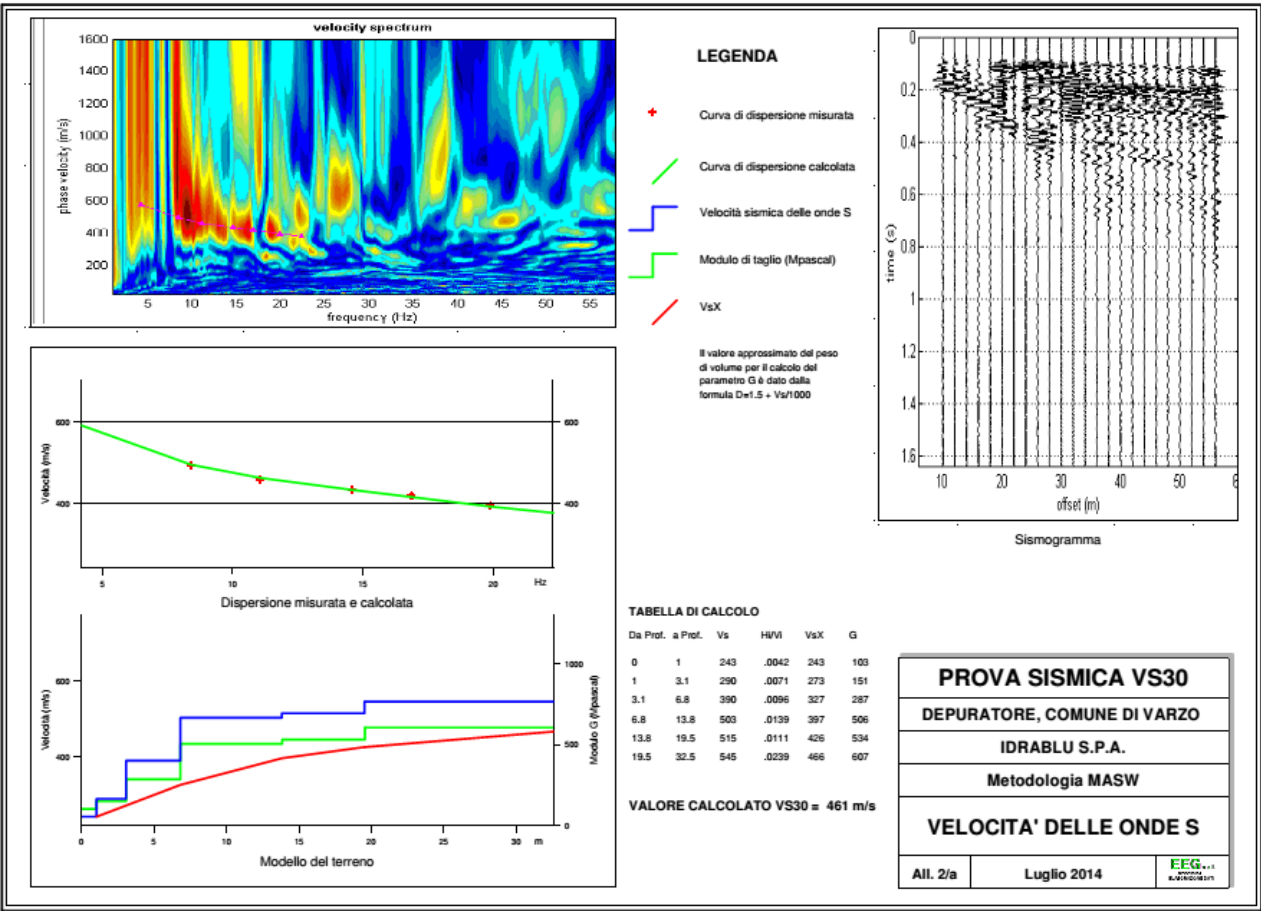 velocity spectrum
1600
1400
1200
1000
800
600
400
200
phase velocity (m/s)
5 10 15 20 25 30 35 40 45 50 55
frequency (Hz)
LEGENDA
Curva di dispersione misurata
Curva di dispersione calcolata
Velocità sismica delle onde S
Modulo di taglio (Mpascal)
VsX
Il valore approssimato del peso
di volume per il calcolo del
parametro G è dato dalla
formula D=1.5 + Vs/1000
0
0.2
0.4
0.6
0.8
1
1.2
1.4
1.6
time (s)
10 20 30 40 50 6
offset (m)
Sismogramma
600 600
400 400
Velocità (m/s)
5 10 15 20 Hz
Dispersione misurata e calcolata
600
400
Velocità (m/s)
1000
500
0
Modulo G (Mpascal)
0 5 10 15 20 25 30 m
Modello del terreno
TABELLA DI CALCOLO
Da Prof. a Prof. Vs Hi/Vi VsX G
0 1 243 .0042 243 103
1 3.1 290 .0071 273 151
3.1 6.8 390 .0096 327 287
6.8 13.8 503 .0139 397 506
13.8 19.5 515 .0111 426 534
19.5 32.5 545 .0239 466 607
VALORE CALCOLATO VS30 = 461 m/s
PROVA SISMICA VS30
DEPURATORE, COMUNE DI VARZO
IDRABLU S.P.A.
Metodologia MASW
VELOCITA' DELLE ONDE S
All. 2/a Luglio 2014 EEG